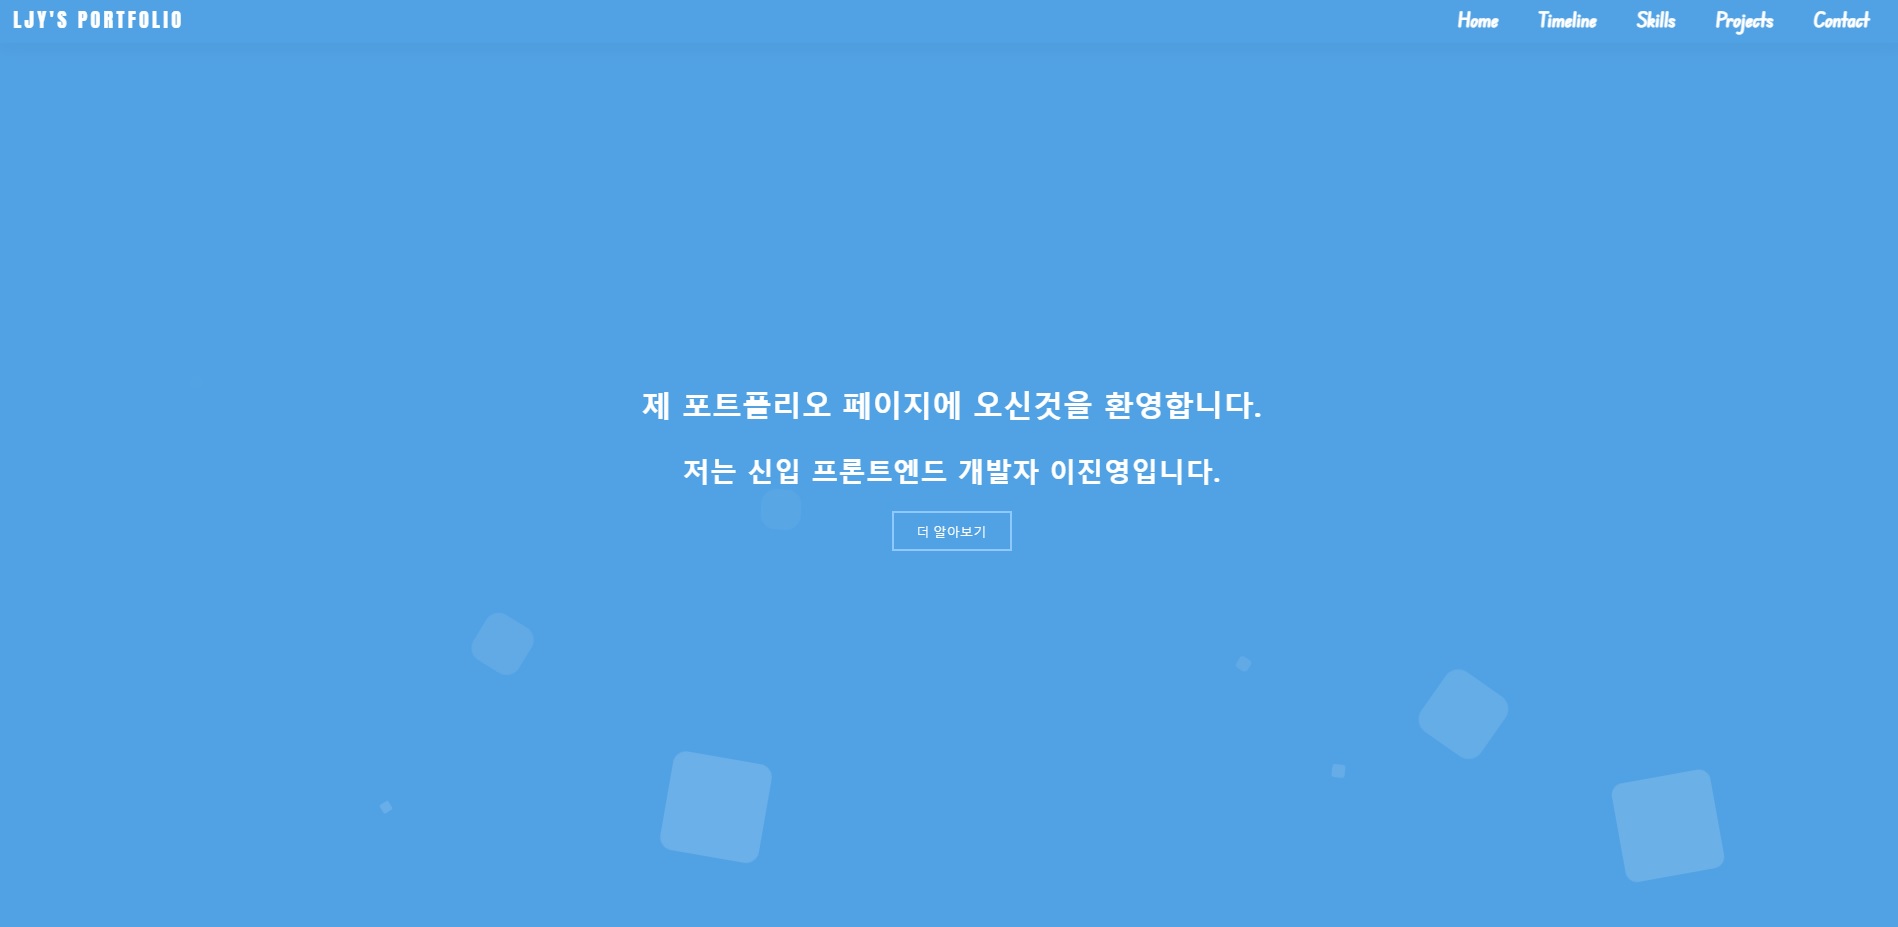 LJY'S PORTFOLIO
Home Timeline Skills Projects Contact
제 포트폴리오 페이지에 오신것을 환영합니다.
저는 신입 프론트엔드 개발자 이진영입니다.
더 알아보기